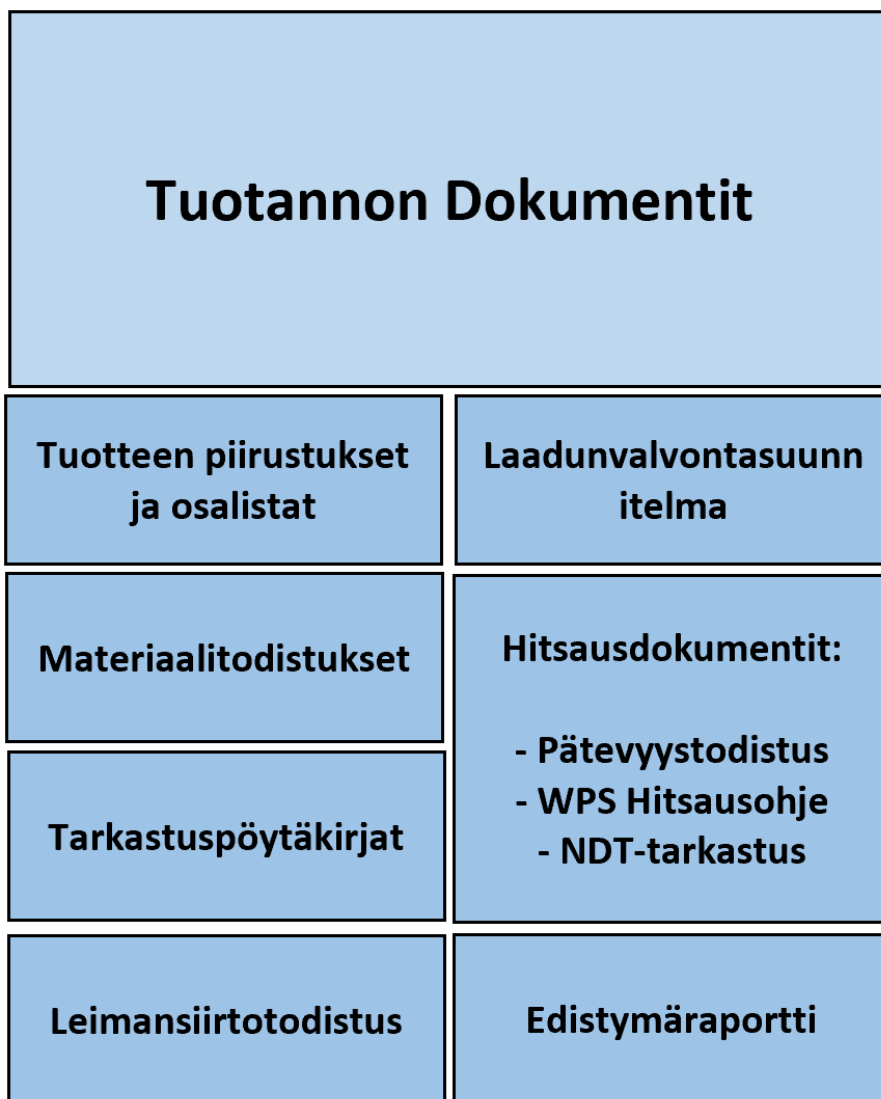 Tuotannon Dokumentit
Tuotteen piirustukset
ja osalistat
Laadunvalvontasuunn
itelma
Materiaalitodistukset
Hitsausdokumentit:
- Pätevyystodistus
- WPS Hitsausohje
- NDT-tarkastus
Tarkastuspöytäkirjat
Leimansiirtotodistus
Edistymäraportti